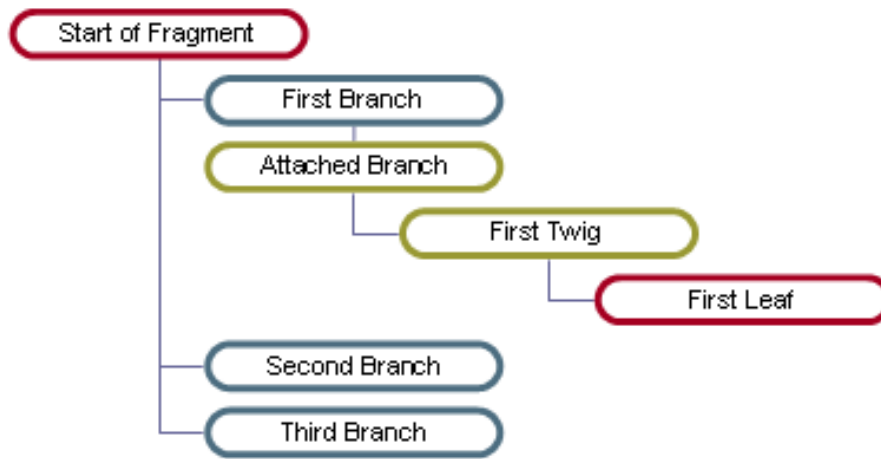 Start of Fragment
First Branch
Attached Branch
First Twig
First Leaf
Second Branch
Third Branch